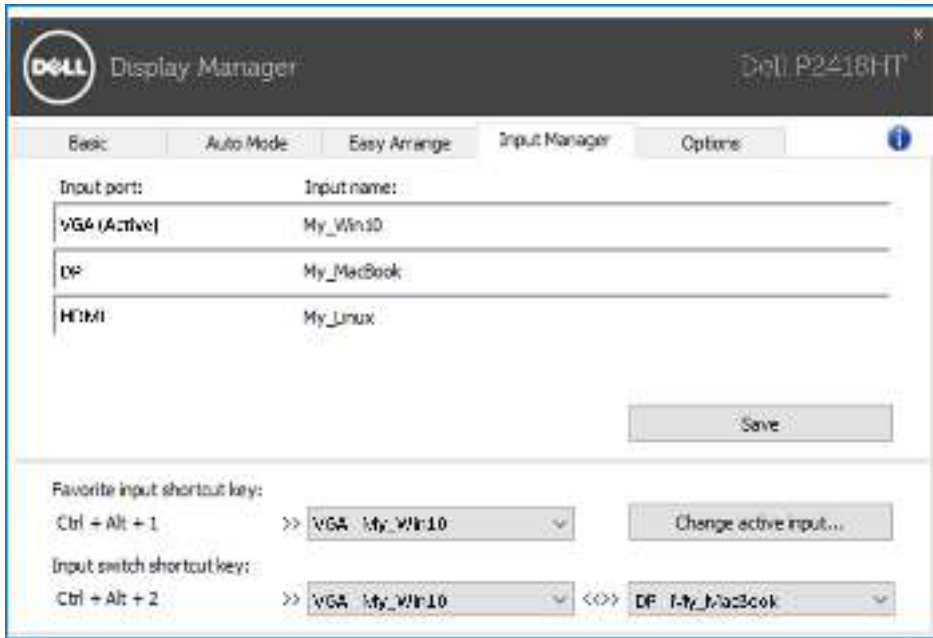 DELL Display Manager Dell P2418HT
x
Basic Auto Mode Easy Arrange Input Manager Options i
Input port: Input name:
VGA (Active) My_Win10
DP My_MacBook
HDMI My_Linux
Save
Favorite input shortcut key:
Ctrl + Alt + 1 >> VGA My_Win10 Change active input...
Input switch shortcut key:
Ctrl + Alt + 2 >> VGA My_Win10 <<>> DP My_MacBook